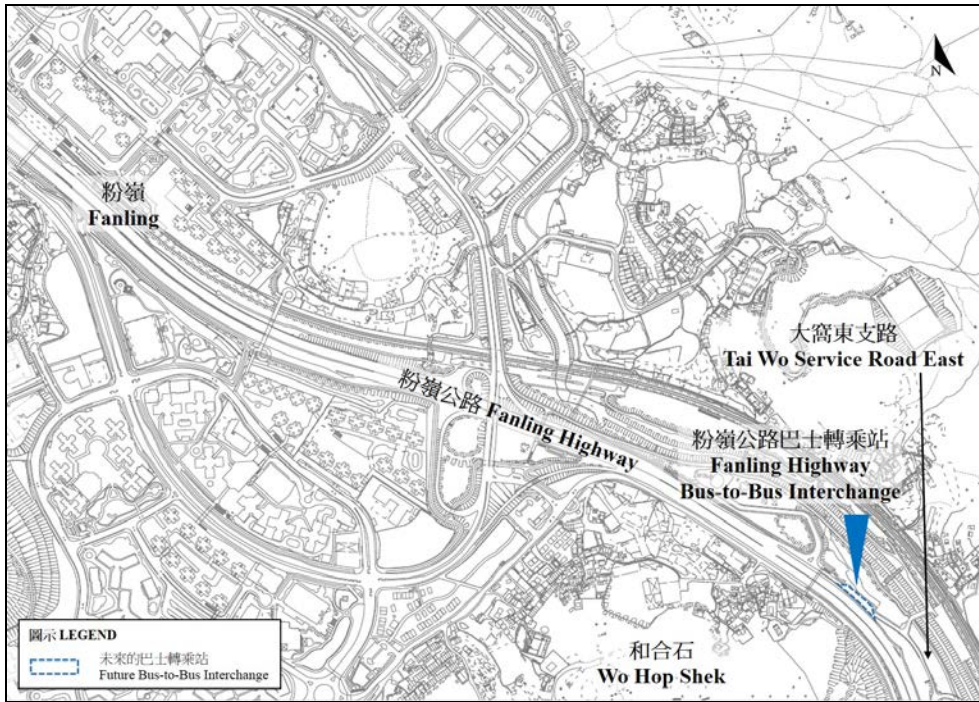 N
粉嶺
Fanling
大窩東支路
Tai Wo Service Road East
粉嶺公路 Fanling Highway
粉嶺公路巴士轉乘站
Fanling Highway
Bus-to-Bus Interchange
和合石
Wo Hop Shek
圖示 LEGEND
未來的巴士轉乘站
Future Bus-to-Bus Interchange